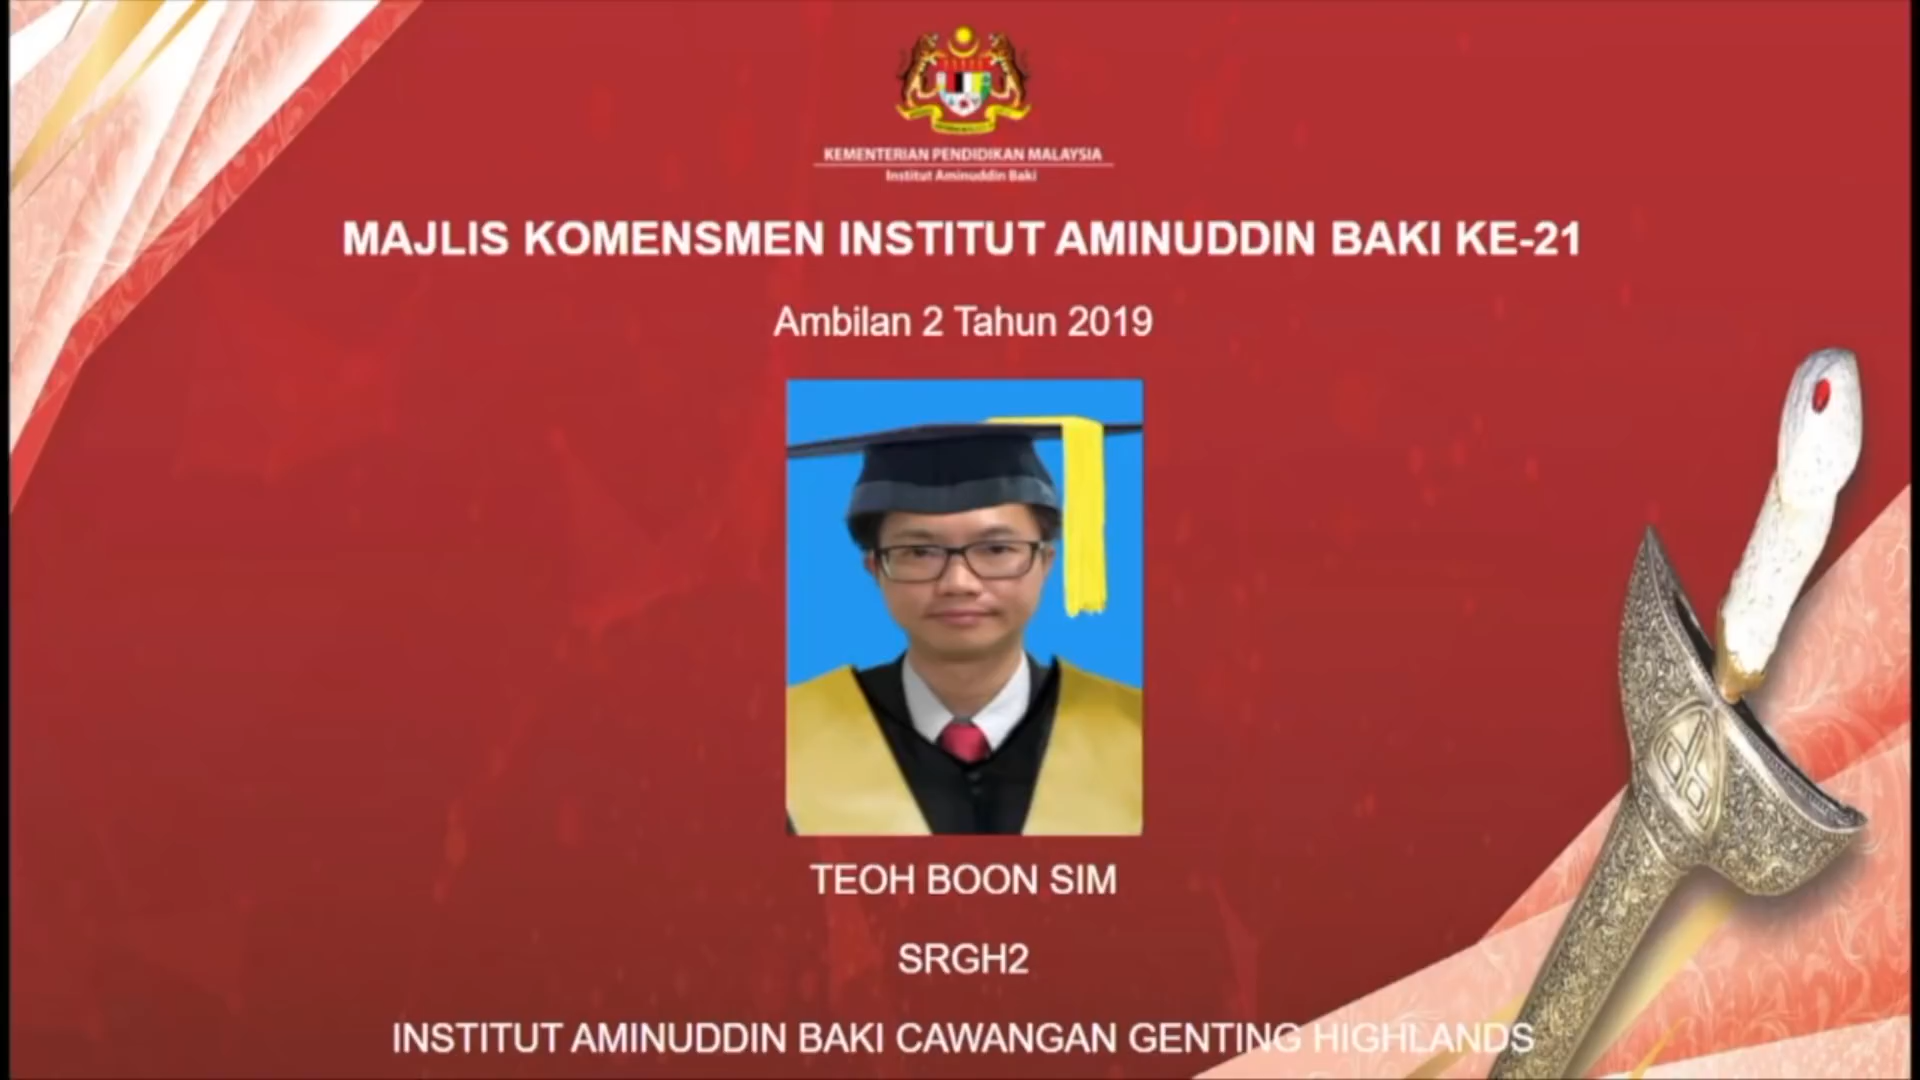 KEMENTERIAN PENDIDIKAN MALAYSIA
Institut Aminuddin Baki
MAJLIS KOMENSMEN INSTITUT AMINUDDIN BAKI KE-21
Ambilan 2 Tahun 2019
TEOH BOON SIM
SRGH2
INSTITUT AMINUDDIN BAKI CAWANGAN GENTING HIGHLANDS